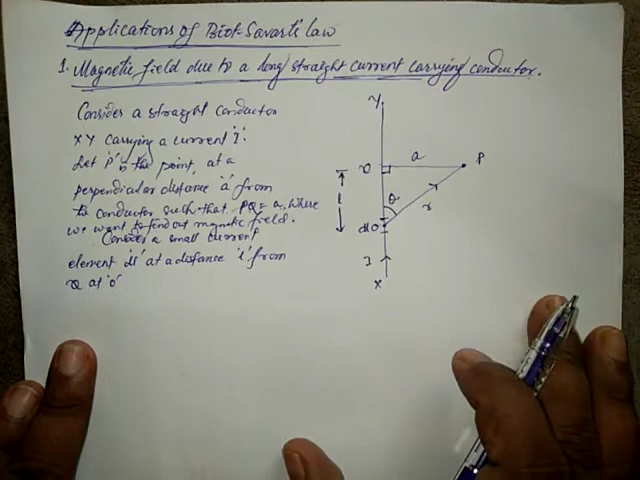 Applications of Biot-Savart's law
1. Magnetic field due to a long straight current carrying conductor.
Consider a straight conductor
XY carrying a current 'I'.
Let 'P' is the point, at a
perpendicular distance 'a' from
the conductor such that PQ = a, where
we want to find out magnetic field.
Consider a small current
element 'dl' at a distance 'l' from
Q at 'o'
Y
Q a P
l θ r
dl O
I
X